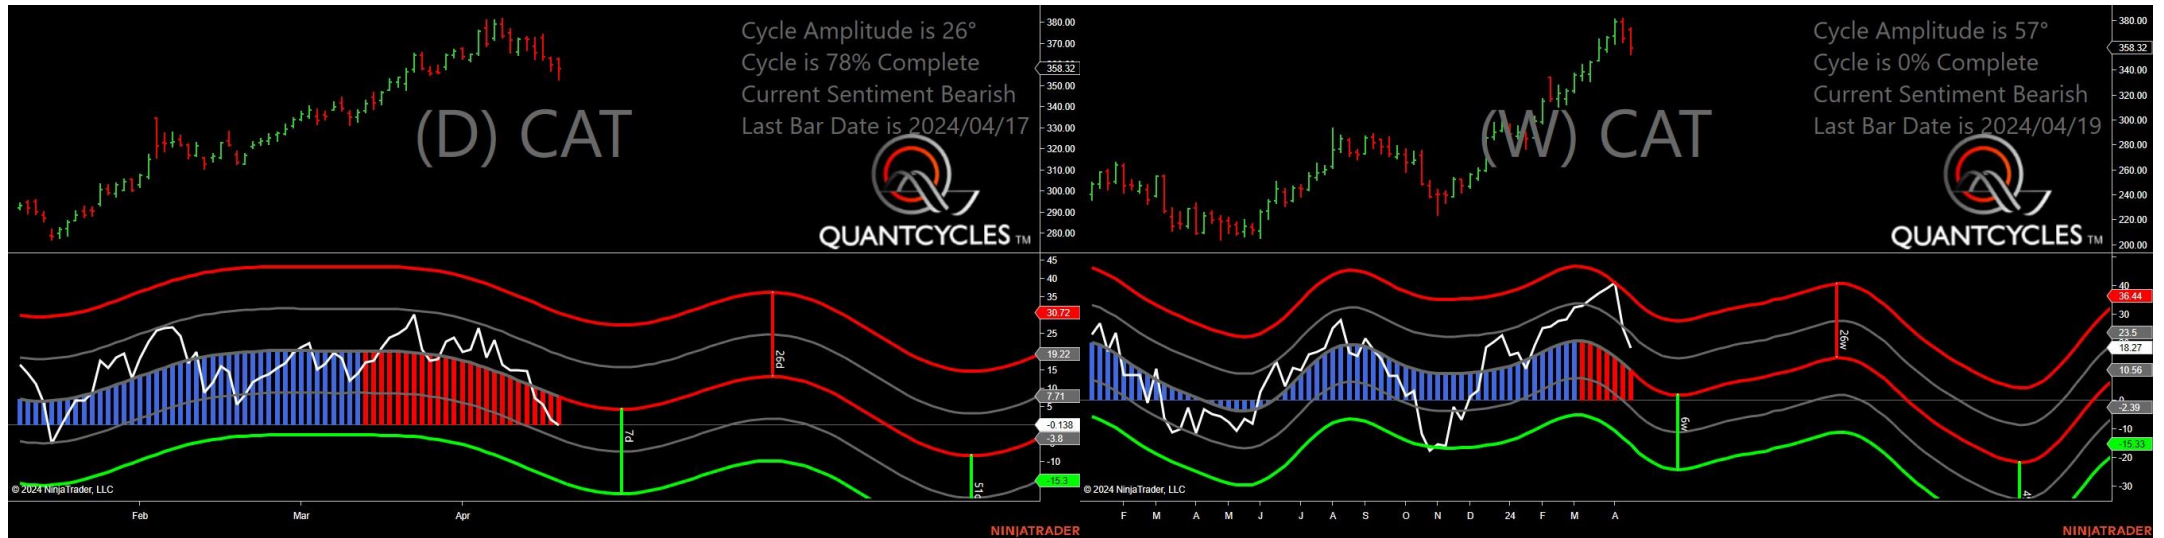 Cycle Amplitude is 26°
Cycle is 78% Complete
Current Sentiment Bearish
Last Bar Date is 2024/04/17
(D) CAT
QUANTCYCLES TM
380.00
370.00
358.32
350.00
340.00
330.00
320.00
310.00
300.00
290.00
280.00
45
40
35
30.72
25
19.22
15
10
7.71
5
-0.138
-3.8
-10
-15.3
26d
7d
51d
© 2024 NinjaTrader, LLC
Feb Mar Apr
NINJATRADER
Cycle Amplitude is 57°
Cycle is 0% Complete
Current Sentiment Bearish
Last Bar Date is 2024/04/19
(W) CAT
QUANTCYCLES TM
380.00
358.32
340.00
320.00
300.00
280.00
260.00
240.00
220.00
200.00
40
36.44
30
23.5
18.27
10.56
0
-2.39
-10
-15.33
-20
-30
26w
6w
© 2024 NinjaTrader, LLC
F M A M J J A S O N D 24 F M A
NINJATRADER